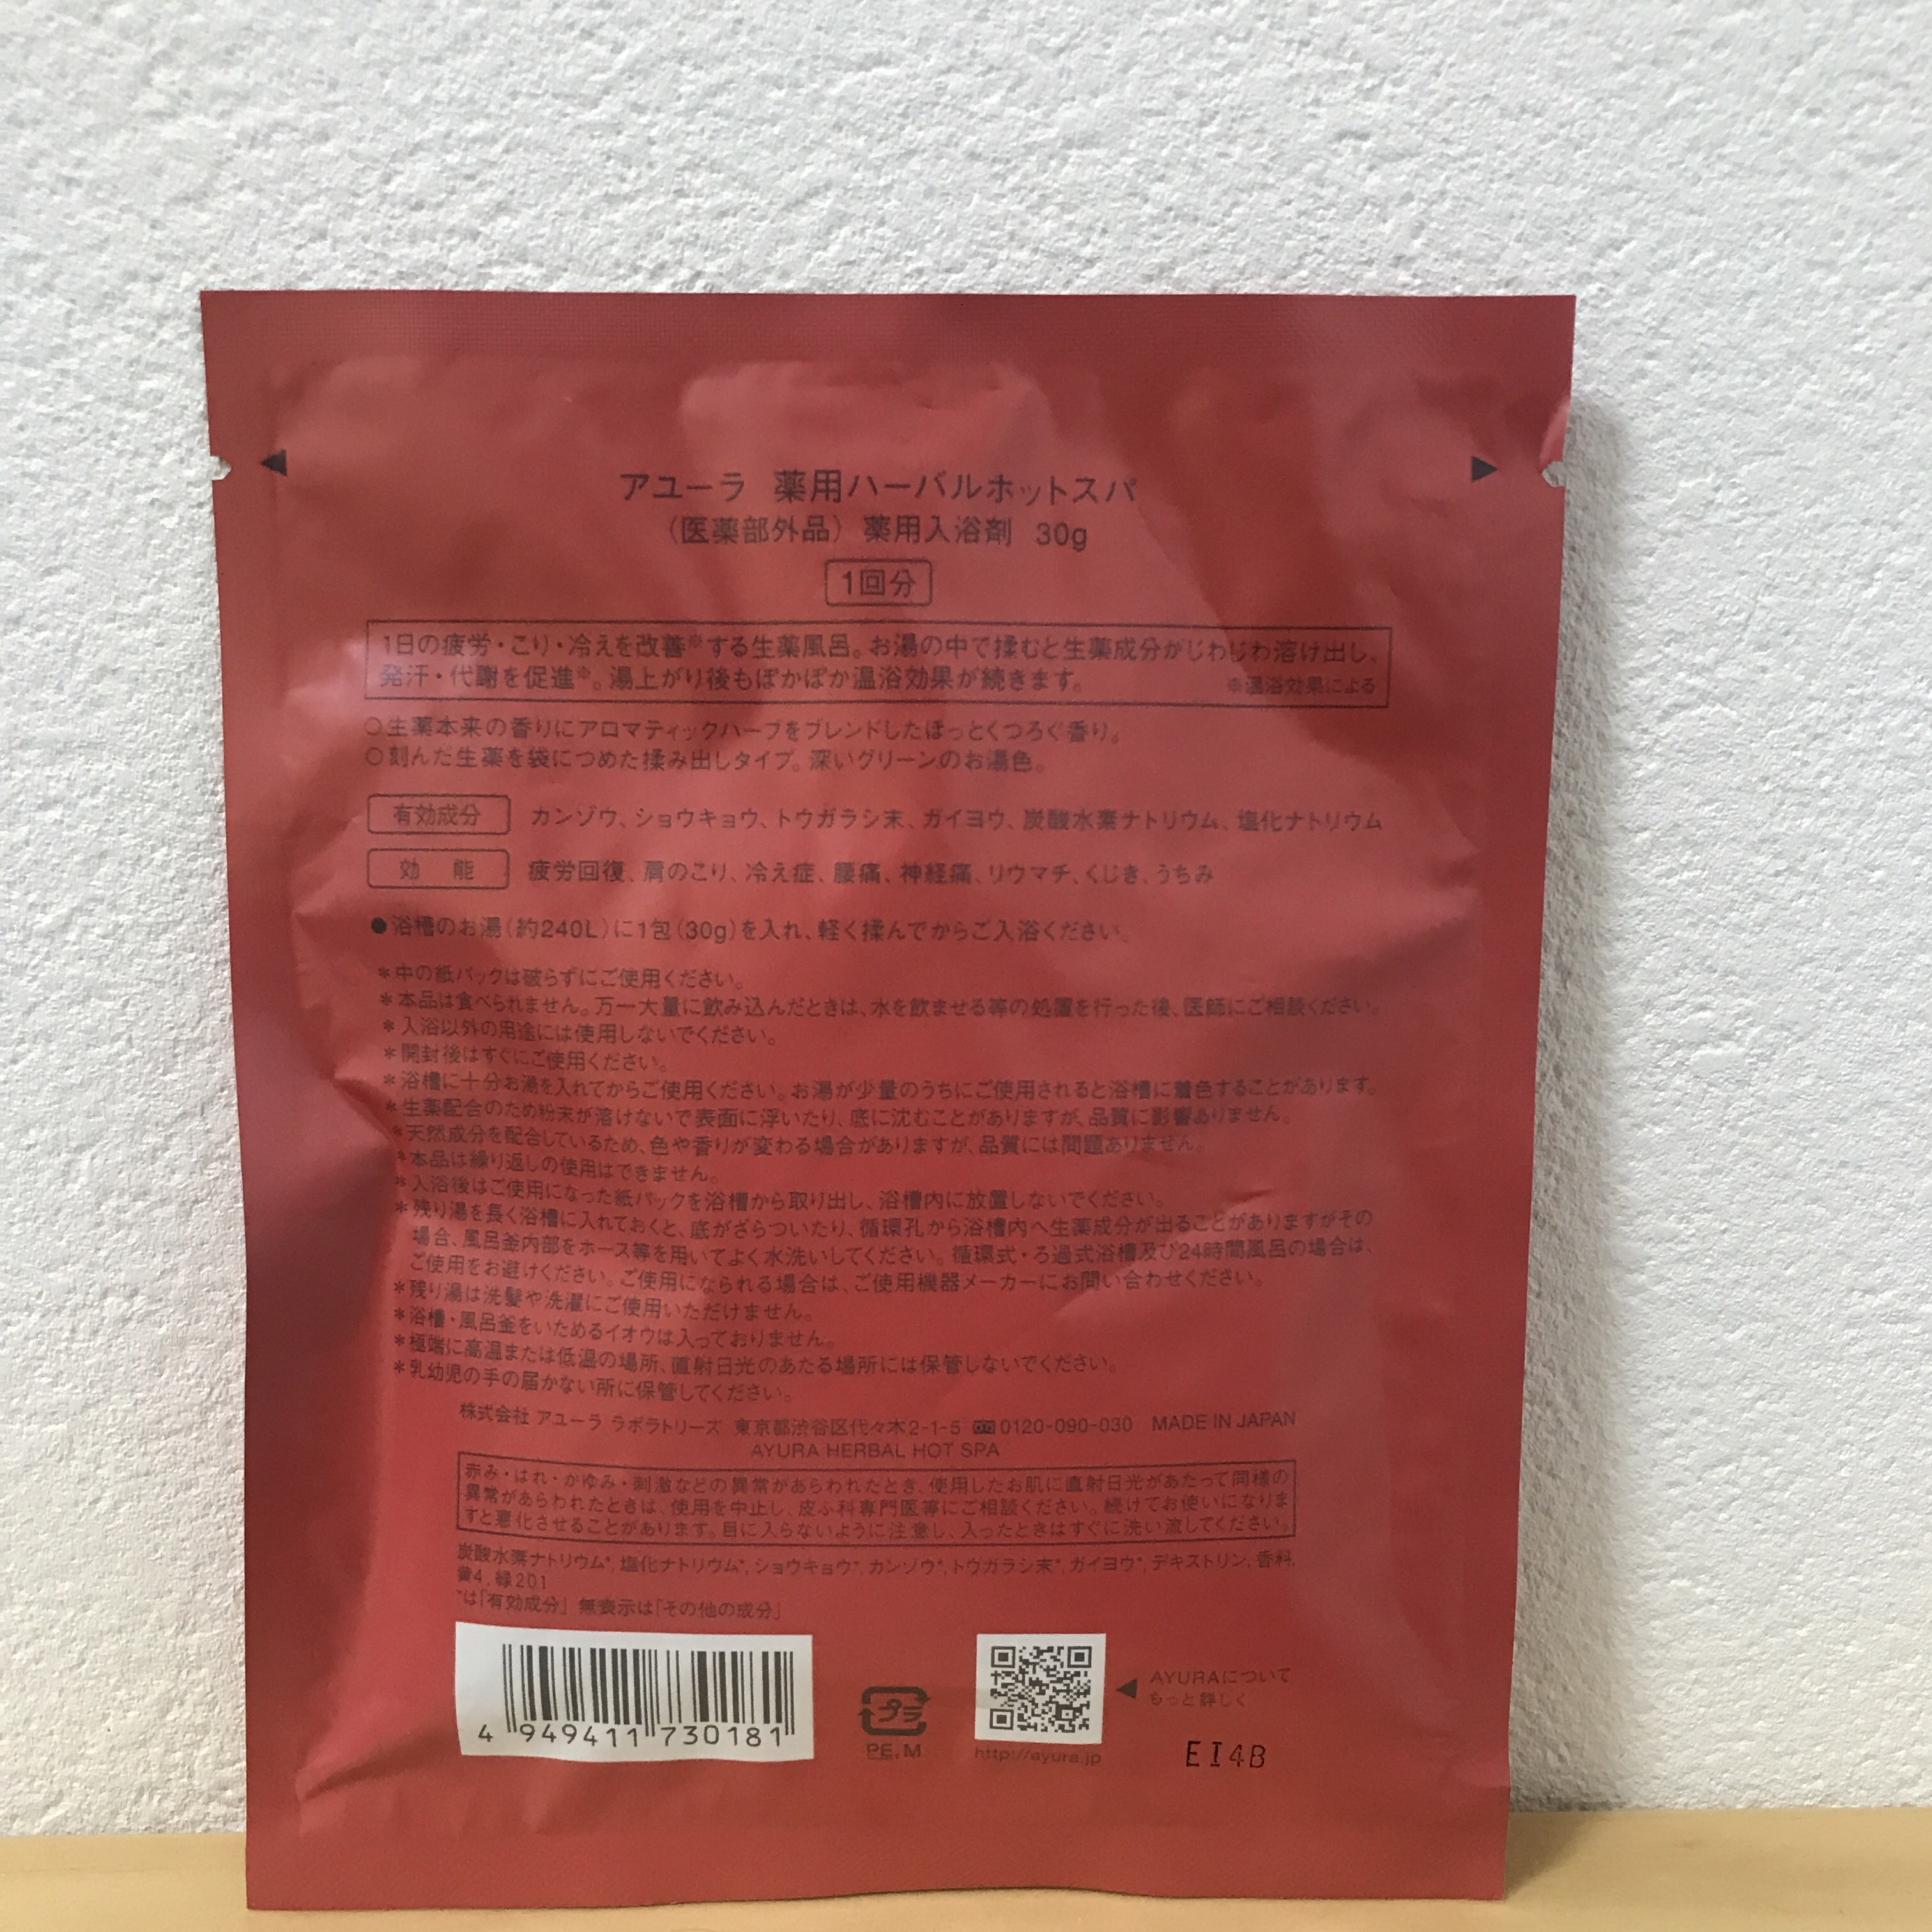 アユーラ 薬用ハーバルホットスパ
（医薬部外品） 薬用入浴剤 30g
1回分
1日の疲労・こり・冷えを改善※する生薬風呂。お湯の中で揉むと生薬成分がじわじわ溶け出し、
発汗・代謝を促進※。湯上がり後もぽかぽか温浴効果が続きます。 ※温浴効果による
○生薬本来の香りにアロマティックハーブをブレンドしたほっとくつろぐ香り。
○刻んだ生薬を袋につめた揉み出しタイプ。深いグリーンのお湯色。
有効成分 カンゾウ、ショウキョウ、トウガラシ末、ガイヨウ、炭酸水素ナトリウム、塩化ナトリウム
効 能 疲労回復、肩のこり、冷え症、腰痛、神経痛、リウマチ、くじき、うちみ
●浴槽のお湯（約240L）に1包（30g）を入れ、軽く揉んでからご入浴ください。
＊中の紙パックは破らずにご使用ください。
＊本品は食べられません。万一大量に飲み込んだときは、水を飲ませる等の処置を行った後、医師にご相談ください。
＊入浴以外の用途には使用しないでください。
＊開封後はすぐにご使用ください。
＊浴槽に十分お湯を入れてからご使用ください。お湯が少量のうちにご使用されると浴槽に着色することがあります。
＊生薬配合のため粉末が溶けないで表面に浮いたり、底に沈むことがありますが、品質に影響ありません。
＊天然成分を配合しているため、色や香りが変わる場合がありますが、品質には問題ありません。
＊本品は繰り返しの使用はできません。
＊入浴後はご使用になった紙パックを浴槽から取り出し、浴槽内に放置しないでください。
＊残り湯を長く浴槽に入れておくと、底がざらついたり、循環孔から浴槽内へ生薬成分が出ることがありますがその
場合、風呂釜内部をホース等を用いてよく水洗いしてください。循環式・ろ過式浴槽及び24時間風呂の場合は、
ご使用をお避けください。ご使用になられる場合は、ご使用機器メーカーにお問い合わせください。
＊残り湯は洗髪や洗濯にご使用いただけません。
＊浴槽・風呂釜をいためるイオウは入っておりません。
＊極端に高温または低温の場所、直射日光のあたる場所には保管しないでください。
＊乳幼児の手の届かない所に保管してください。
株式会社 アユーラ ラボラトリーズ 東京都渋谷区代々木2-1-5 0120-090-030 MADE IN JAPAN
AYURA HERBAL HOT SPA
赤み・はれ・かゆみ・刺激などの異常があらわれたとき、使用したお肌に直射日光があたって同様の
異常があらわれたときは、使用を中止し、皮ふ科専門医等にご相談ください。続けてお使いになりま
すと悪化させることがあります。目に入らないように注意し、入ったときはすぐに洗い流してください。
炭酸水素ナトリウム*, 塩化ナトリウム*, ショウキョウ*, カンゾウ*, トウガラシ末*, ガイヨウ*, デキストリン, 香料,
黄4, 緑201
*は「有効成分」 無表示は「その他の成分」
4 949411 730181
プラ
PE, M
http://ayura.jp
AYURAについて
もっと詳しく
EI4B